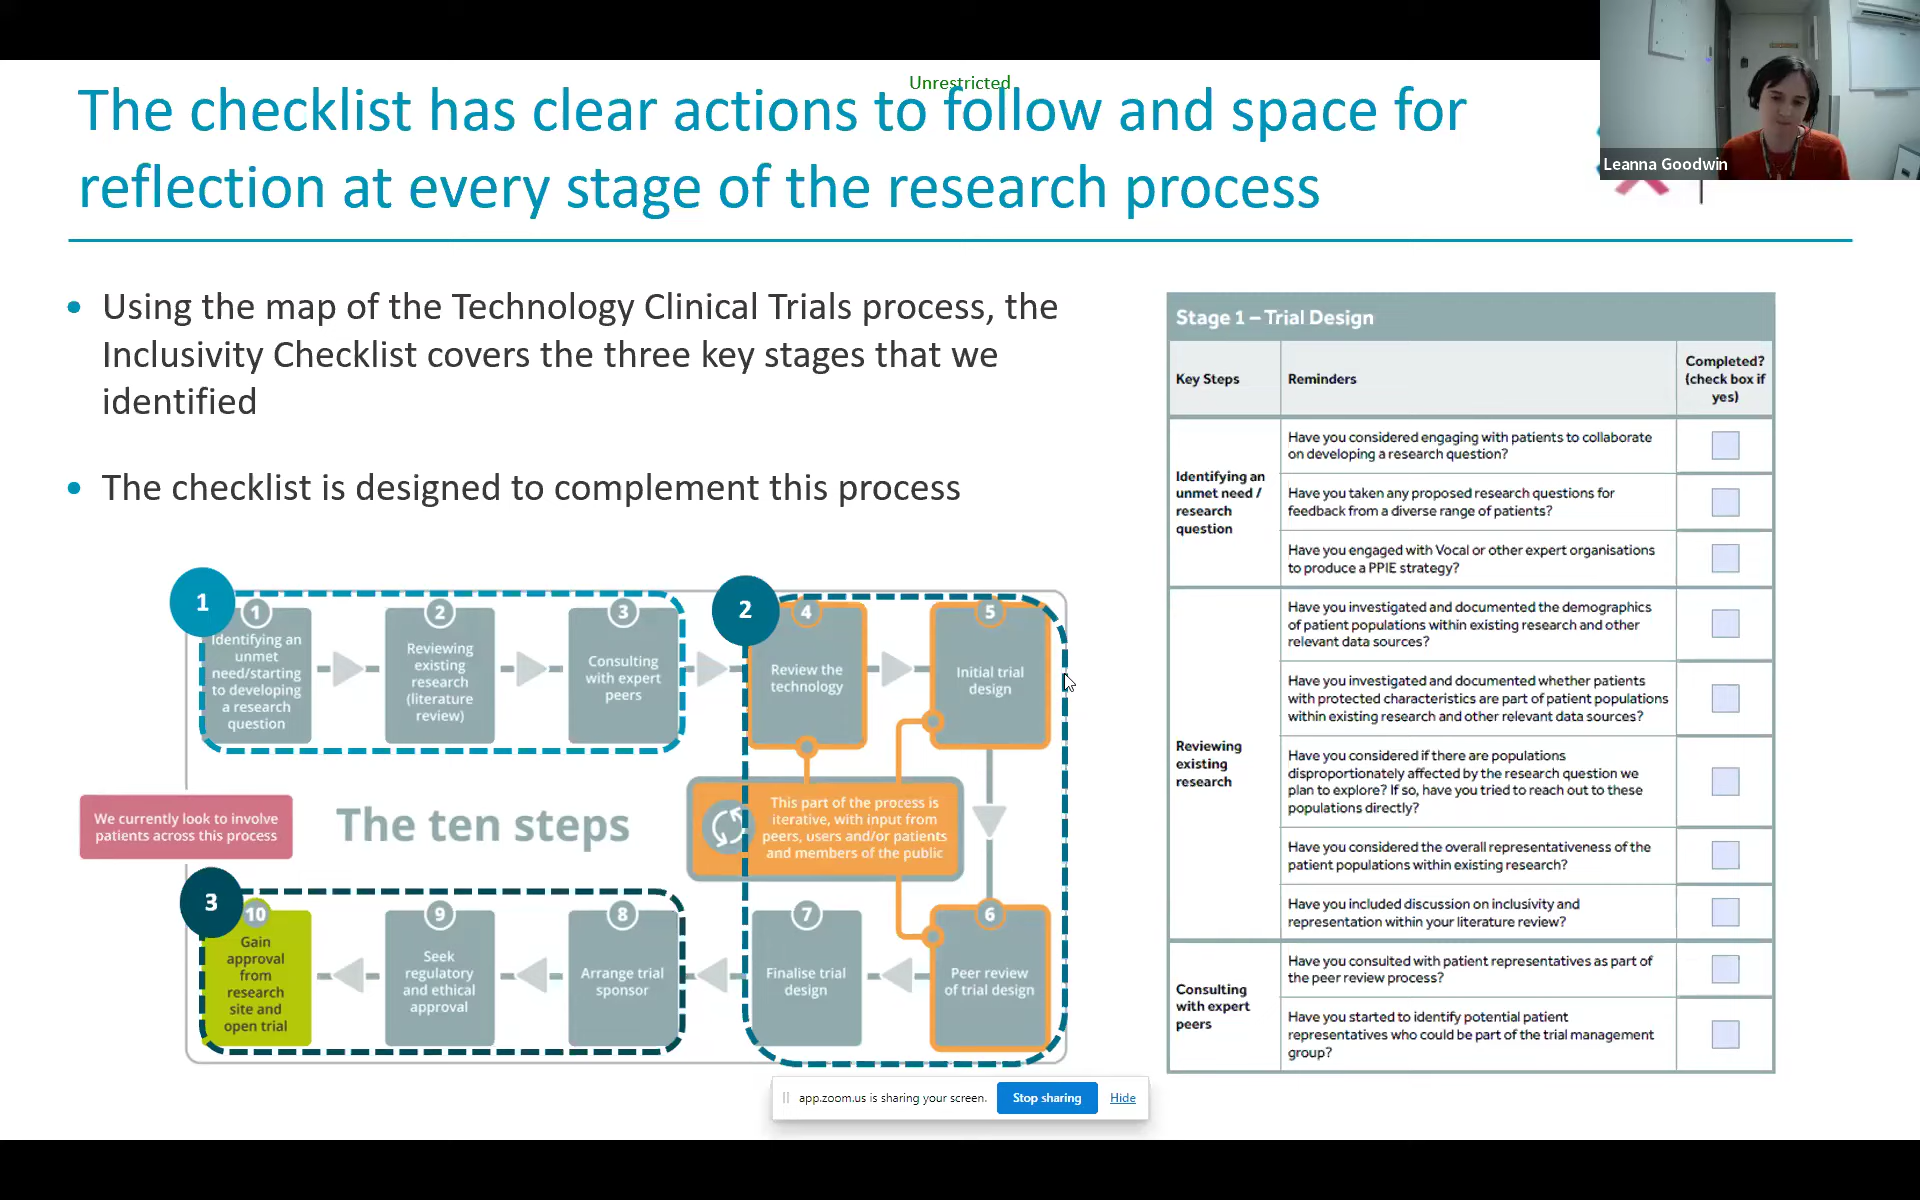 Unrestricted
The checklist has clear actions to follow and space for
reflection at every stage of the research process
Leanna Goodwin
• Using the map of the Technology Clinical Trials process, the
Inclusivity Checklist covers the three key stages that we
identified
• The checklist is designed to complement this process
1
1
Identifying an
unmet
need/starting
to developing
a research
question
2
Reviewing
existing
research
(literature
review)
3
Consulting
with expert
peers
2
4
Review the
technology
5
Initial trial
design
We currently look to involve
patients across this process
The ten steps
This part of the process is
iterative, with input from
peers, users and/or patients
and members of the public
3
10
Gain
approval
from
research
site and
open trial
9
Seek
regulatory
and ethical
approval
8
Arrange trial
sponsor
7
Finalise trial
design
6
Peer review
of trial design
Stage 1 – Trial Design
Key Steps
Reminders
Completed?
(check box if
yes)
Identifying an
unmet need /
research
question
Have you considered engaging with patients to collaborate
on developing a research question?
Have you taken any proposed research questions for
feedback from a diverse range of patients?
Have you engaged with Vocal or other expert organisations
to produce a PPIE strategy?
Reviewing
existing
research
Have you investigated and documented the demographics
of patient populations within existing research and other
relevant data sources?
Have you investigated and documented whether patients
with protected characteristics are part of patient populations
within existing research and other relevant data sources?
Have you considered if there are populations
disproportionately affected by the research question we
plan to explore? If so, have you tried to reach out to these
populations directly?
Have you considered the overall representativeness of the
patient populations within existing research?
Have you included discussion on inclusivity and
representation within your literature review?
Consulting
with expert
peers
Have you consulted with patient representatives as part of
the peer review process?
Have you started to identify potential patient
representatives who could be part of the trial management
group?
app.zoom.us is sharing your screen.
Stop sharing
Hide